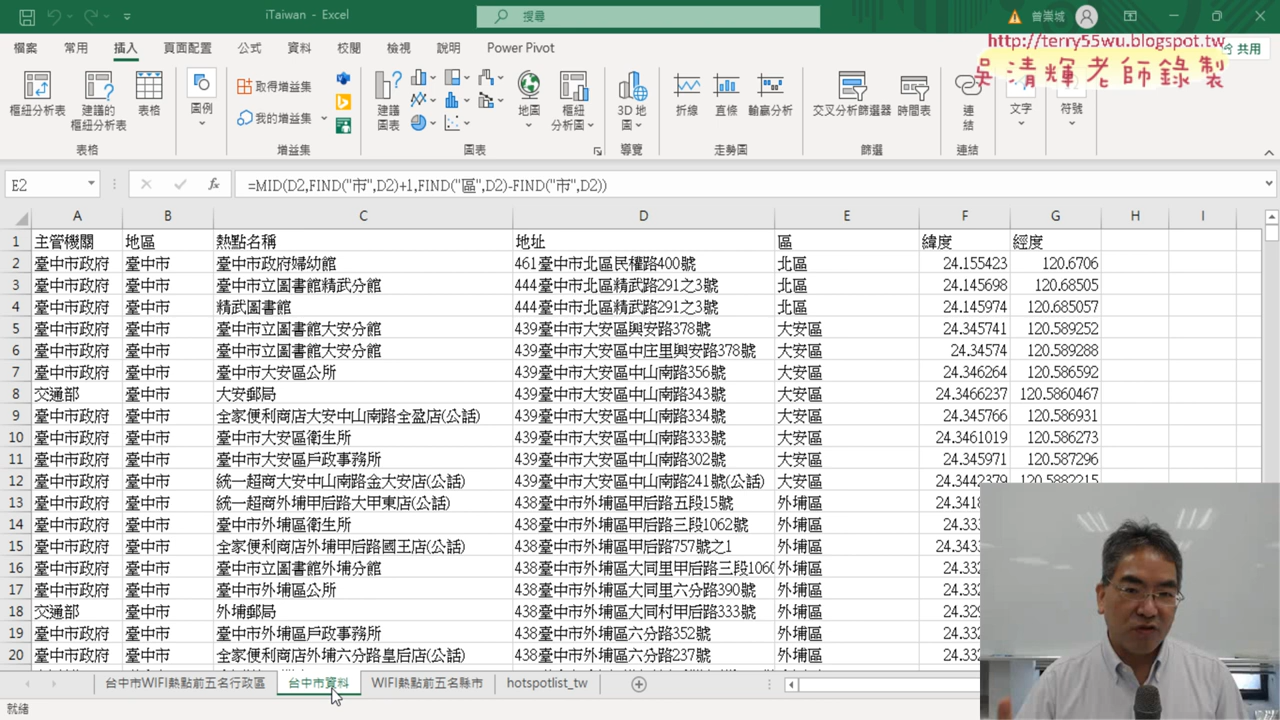 iTaiwan - Excel
搜尋
曾崇城
檔案 常用 插入 頁面配置 公式 資料 校閱 檢視 說明 Power Pivot
http://terry55wu.blogspot.tw
共用
吳清輝老師錄製
樞紐分析表 建議的樞紐分析表 表格 圖例 取得增益集 我的增益集 建議圖表 地圖 樞紐分析圖 3D 地圖 折線 直條 輸贏分析 交叉分析篩選器 時間表 連結 文字 符號
表格 增益集 圖表 導覽 走勢圖 篩選 連結
E2 =MID(D2,FIND("市",D2)+1,FIND("區",D2)-FIND("市",D2))
A B C D E F G H I
1 主管機關 地區 熱點名稱 地址 區 緯度 經度
2 臺中市政府 臺中市 臺中市政府婦幼館 461臺中市北區民權路400號 北區 24.155423 120.6706
3 臺中市政府 臺中市 臺中市立圖書館精武分館 444臺中市北區精武路291之3號 北區 24.145698 120.68505
4 臺中市政府 臺中市 精武圖書館 444臺中市北區精武路291之3號 北區 24.145974 120.685057
5 臺中市政府 臺中市 臺中市立圖書館大安分館 439臺中市大安區興安路378號 大安區 24.345741 120.589252
6 臺中市政府 臺中市 臺中市立圖書館大安分館 439臺中市大安區中庄里興安路378號 大安區 24.34574 120.589288
7 臺中市政府 臺中市 臺中市大安區公所 439臺中市大安區中山南路356號 大安區 24.346264 120.586592
8 交通部 臺中市 大安郵局 439臺中市大安區中山南路343號 大安區 24.3466237 120.5860467
9 臺中市政府 臺中市 全家便利商店大安中山南路全盈店(公話) 439臺中市大安區中山南路334號 大安區 24.345766 120.586931
10 臺中市政府 臺中市 臺中市大安區衛生所 439臺中市大安區中山南路333號 大安區 24.3461019 120.586273
11 臺中市政府 臺中市 臺中市大安區戶政事務所 439臺中市大安區中山南路302號 大安區 24.345971 120.587296
12 臺中市政府 臺中市 統一超商大安中山南路金大安店(公話) 439臺中市大安區中山南路241號(公話) 大安區 24.3442379 120.5882215
13 臺中市政府 臺中市 統一超商外埔甲后路大甲東店(公話) 438臺中市外埔區甲后路五段15號 外埔區 24.3418
14 臺中市政府 臺中市 臺中市外埔區衛生所 438臺中市外埔區甲后路三段1062號 外埔區 24.33
15 臺中市政府 臺中市 全家便利商店外埔甲后路國王店(公話) 438臺中市外埔區甲后路757號之1 外埔區 24.343
16 臺中市政府 臺中市 臺中市立圖書館外埔分館 438臺中市外埔區大同里甲后路三段1060 外埔區 24.332
17 臺中市政府 臺中市 臺中市外埔區公所 438臺中市外埔區大同里六分路390號 外埔區 24.332
18 交通部 臺中市 外埔郵局 438臺中市外埔區大同村甲后路333號 外埔區 24.329
19 臺中市政府 臺中市 臺中市外埔區戶政事務所 438臺中市外埔區六分路352號 外埔區 24.332
20 臺中市政府 臺中市 全家便利商店外埔六分路皇后店(公話) 438臺中市外埔區六分路237號 外埔區 24.332
台中市WIFI熱點前五名行政區 台中市資料 WIFI熱點前五名縣市 hotspotlist_tw
就緒